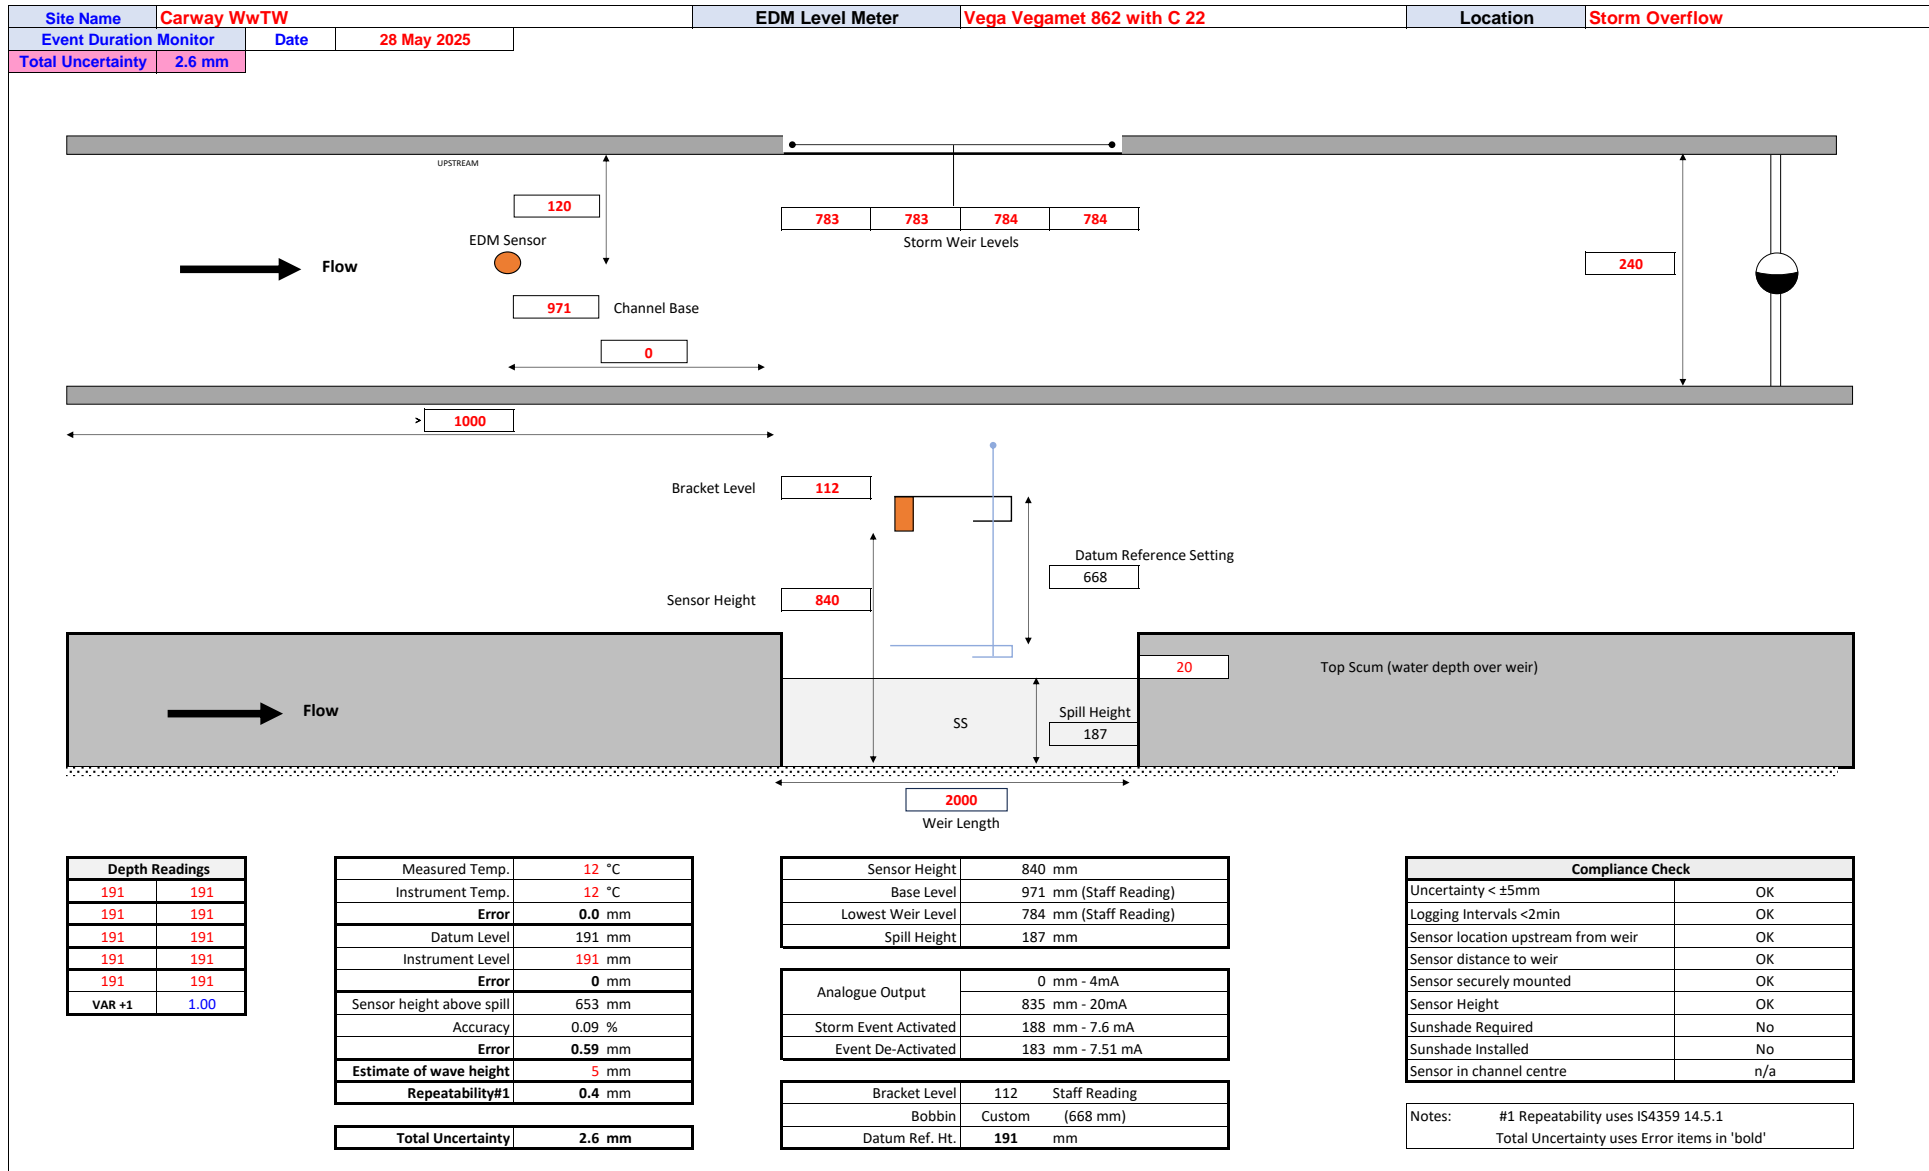 Site Name Carway WwTW EDM Level Meter Vega Vegamet 862 with C 22 Location Storm Overflow
Event Duration Monitor Date 28 May 2025
Total Uncertainty 2.6 mm
UPSTREAM
120
783 783 784 784
EDM Sensor
Storm Weir Levels
Flow
240
971 Channel Base
0
> 1000
Bracket Level 112
Datum Reference Setting
668
Sensor Height 840
20 Top Scum (water depth over weir)
Flow
SS
Spill Height
187
2000
Weir Length
Depth Readings
191 191
191 191
191 191
191 191
191 191
VAR +1 1.00
Measured Temp. 12 °C
Instrument Temp. 12 °C
Error 0.0 mm
Datum Level 191 mm
Instrument Level 191 mm
Error 0 mm
Sensor height above spill 653 mm
Accuracy 0.09 %
Error 0.59 mm
Estimate of wave height 5 mm
Repeatability#1 0.4 mm
Total Uncertainty 2.6 mm
Sensor Height 840 mm
Base Level 971 mm (Staff Reading)
Lowest Weir Level 784 mm (Staff Reading)
Spill Height 187 mm
Analogue Output 0 mm - 4mA
835 mm - 20mA
Storm Event Activated 188 mm - 7.6 mA
Event De-Activated 183 mm - 7.51 mA
Bracket Level 112 Staff Reading
Bobbin Custom (668 mm)
Datum Ref. Ht. 191 mm
Compliance Check
Uncertainty < ±5mm OK
Logging Intervals <2min OK
Sensor location upstream from weir OK
Sensor distance to weir OK
Sensor securely mounted OK
Sensor Height OK
Sunshade Required No
Sunshade Installed No
Sensor in channel centre n/a
Notes: #1 Repeatability uses IS4359 14.5.1
Total Uncertainty uses Error items in 'bold'